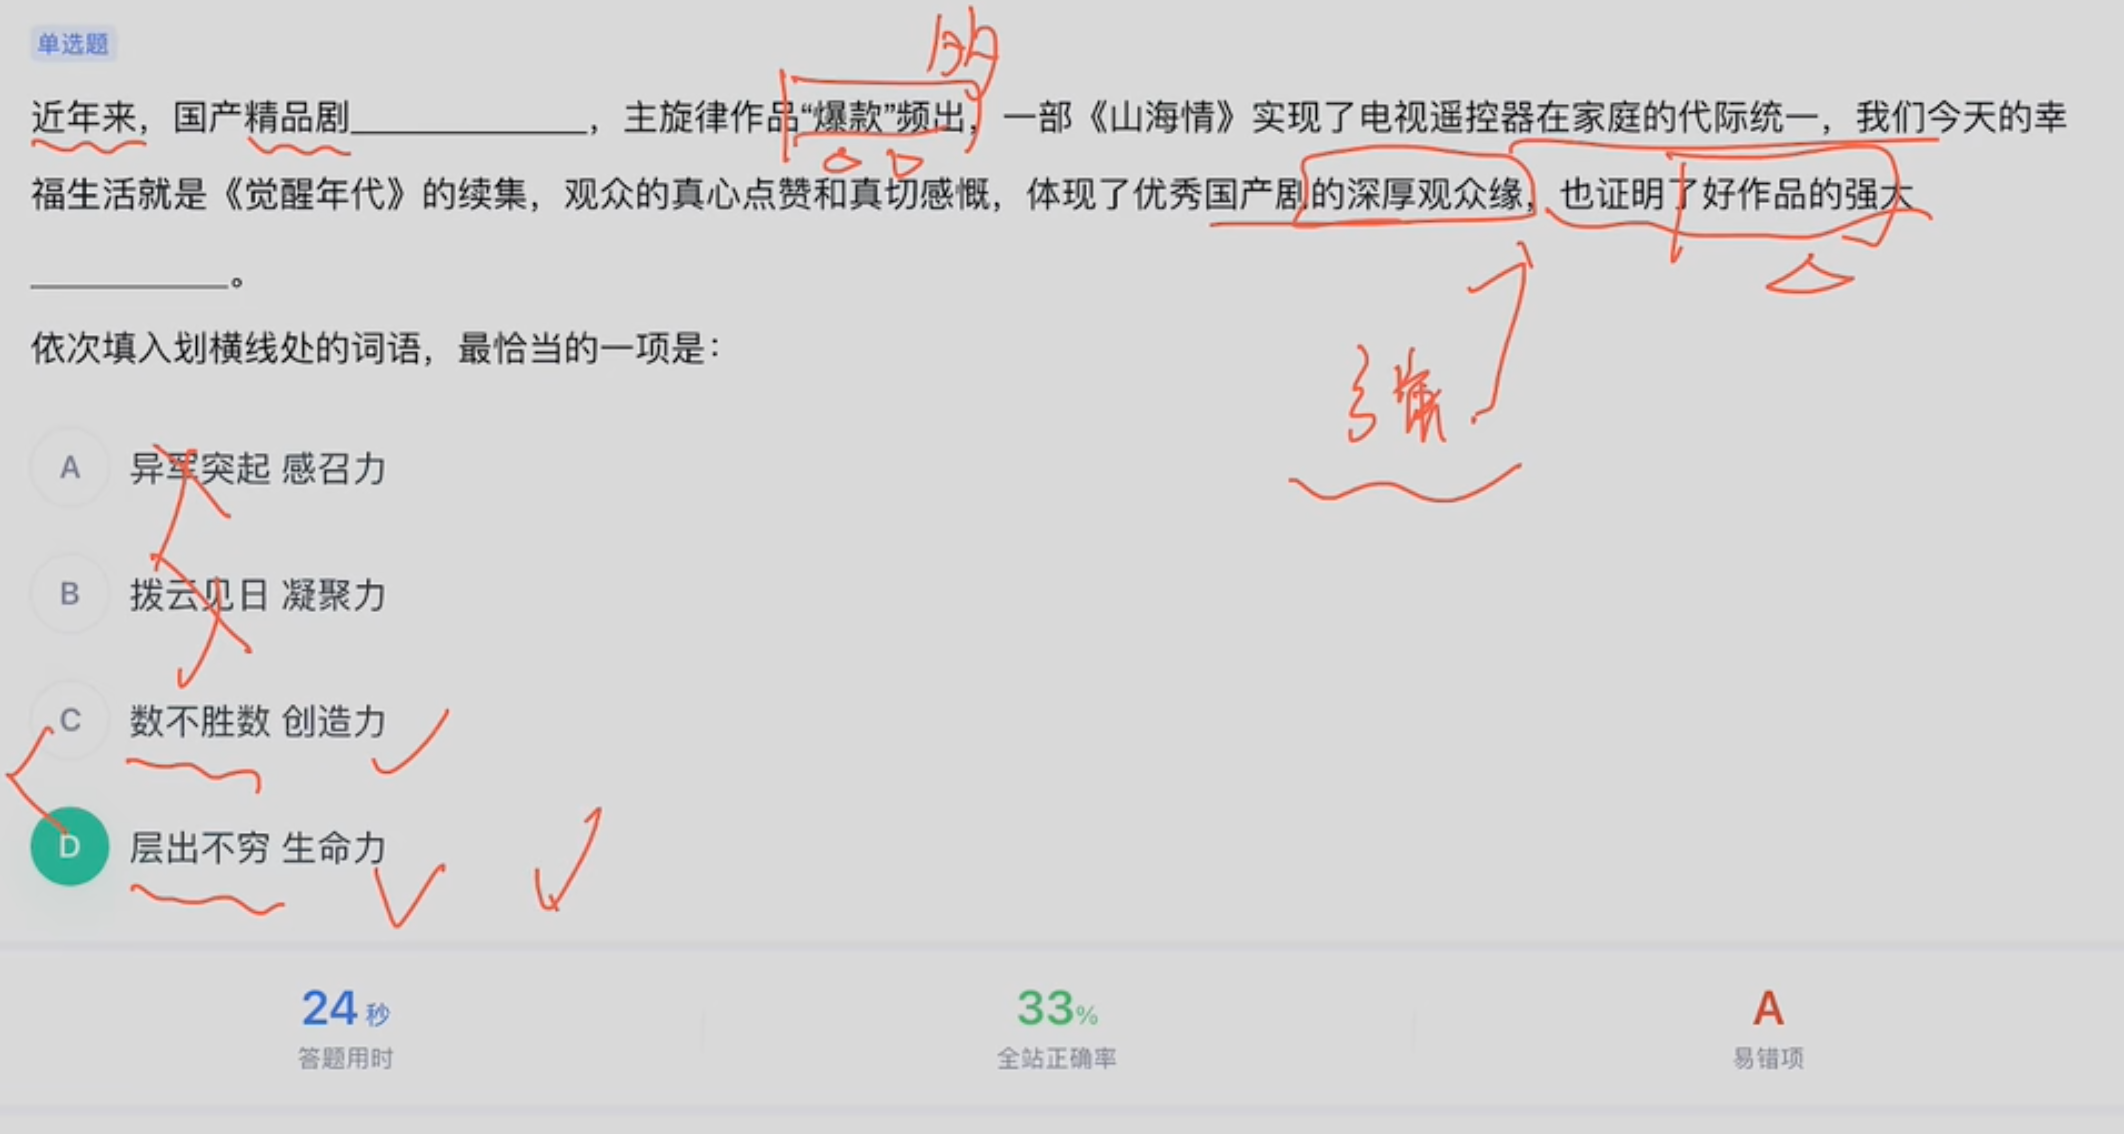 单选题
近年来，国产精品剧____________，主旋律作品“爆款”频出，一部《山海情》实现了电视遥控器在家庭的代际统一，我们今天的幸
福生活就是《觉醒年代》的续集，观众的真心点赞和真切感慨，体现了优秀国产剧的深厚观众缘，也证明了好作品的强大
__________。
依次填入划横线处的词语，最恰当的一项是：
A 异军突起 感召力
B 拨云见日 凝聚力
C 数不胜数 创造力
D 层出不穷 生命力
24秒 33% A
答题用时 全站正确率 易错项